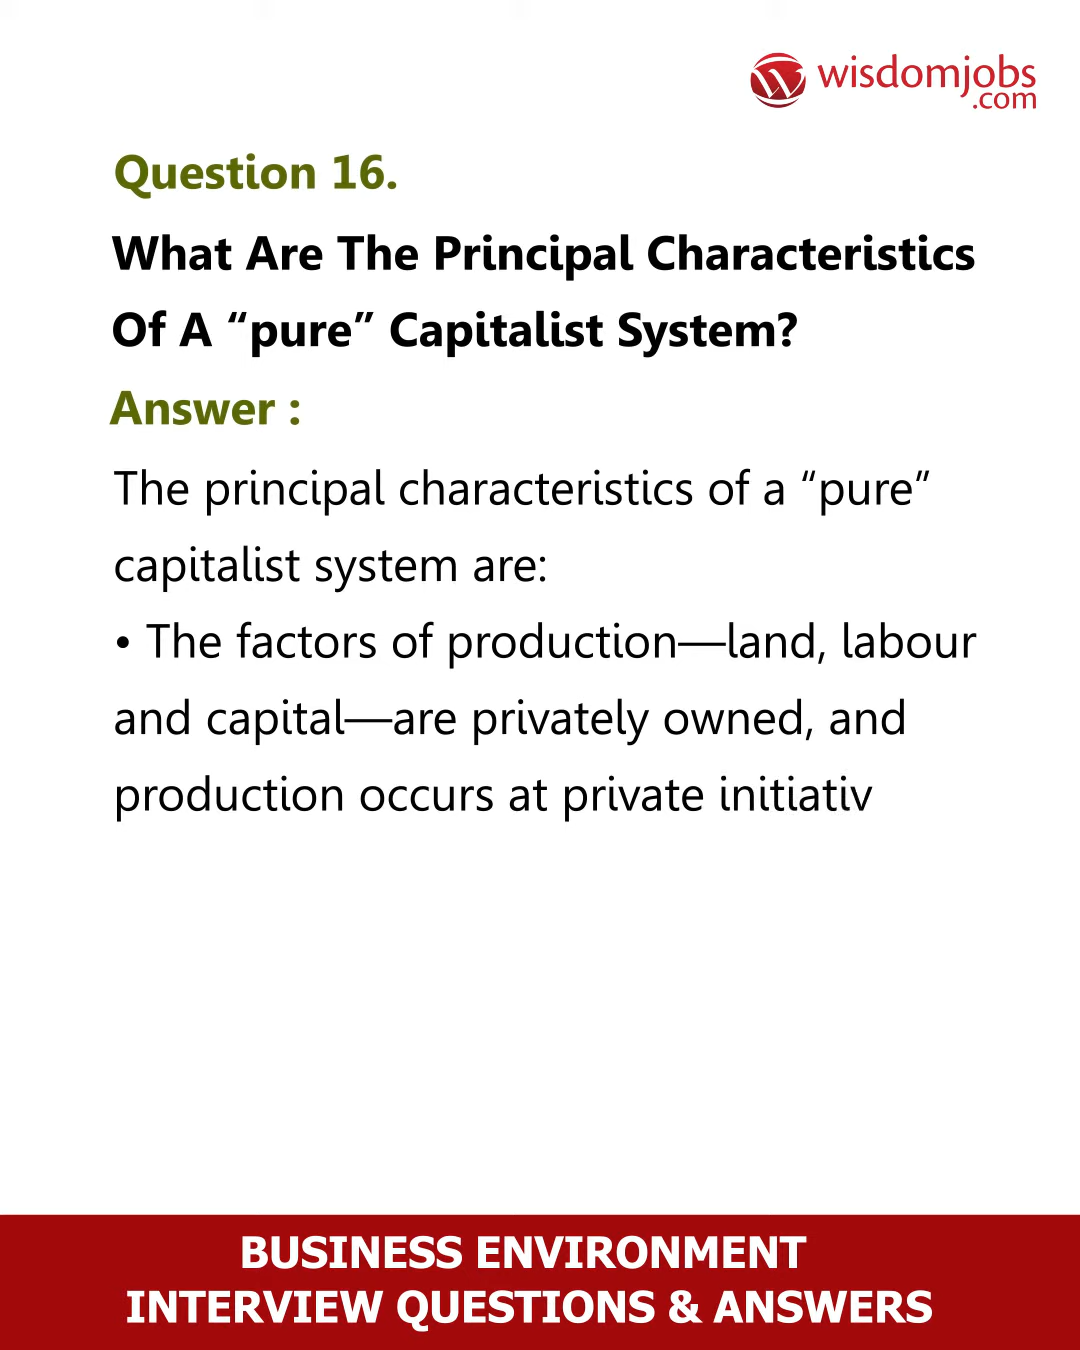 wisdomjobs
.com
Question 16.
What Are The Principal Characteristics
Of A “pure” Capitalist System?
Answer :
The principal characteristics of a “pure”
capitalist system are:
• The factors of production—land, labour
and capital—are privately owned, and
production occurs at private initiativ
BUSINESS ENVIRONMENT
INTERVIEW QUESTIONS & ANSWERS